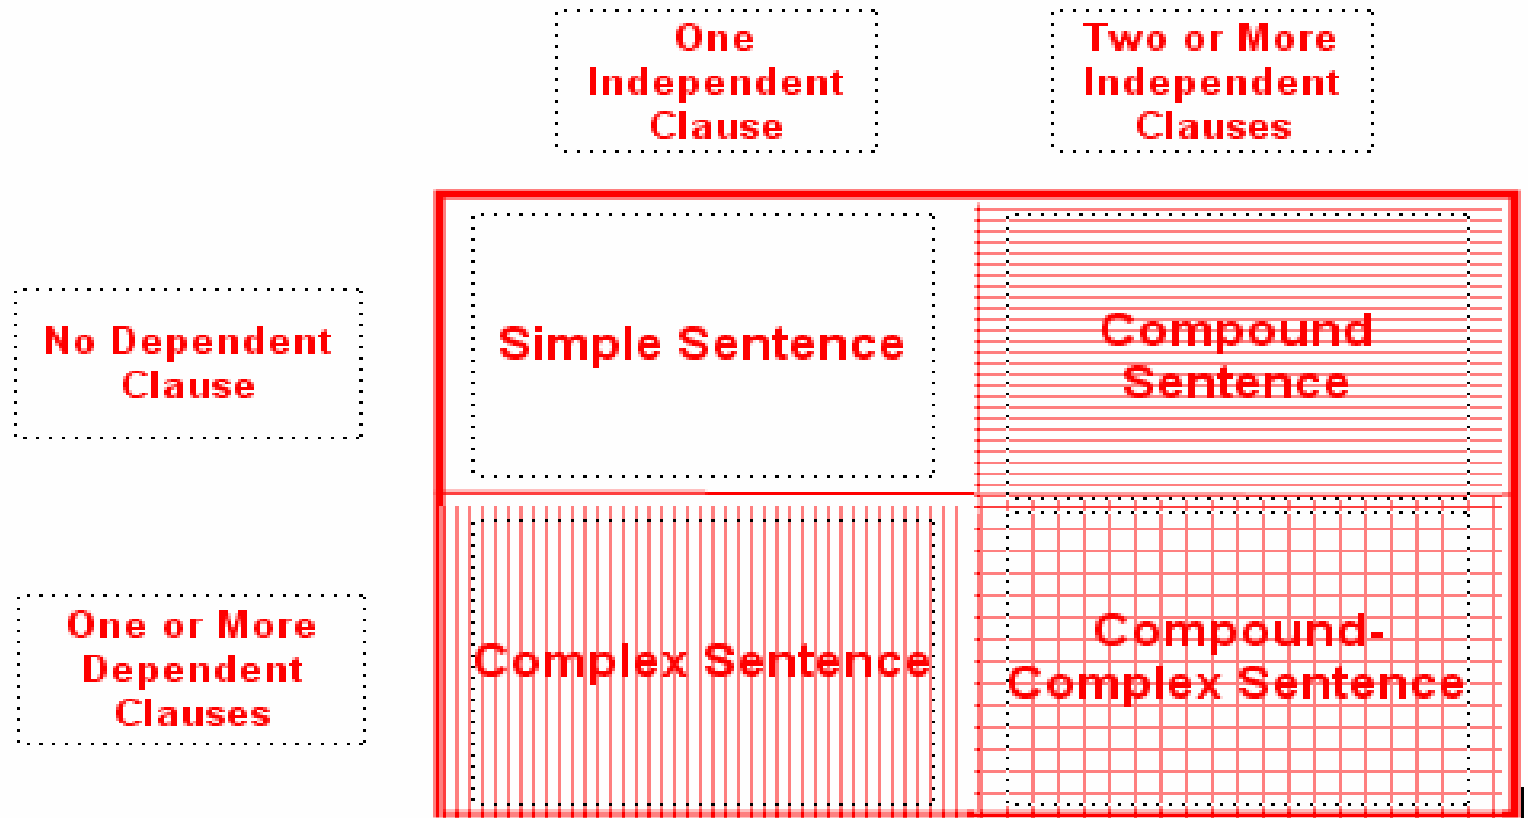 One
Independent
Clause
Two or More
Independent
Clauses
No Dependent
Clause
Simple Sentence
Compound
Sentence
One or More
Dependent
Clauses
Complex Sentence
Compound-
Complex Sentence